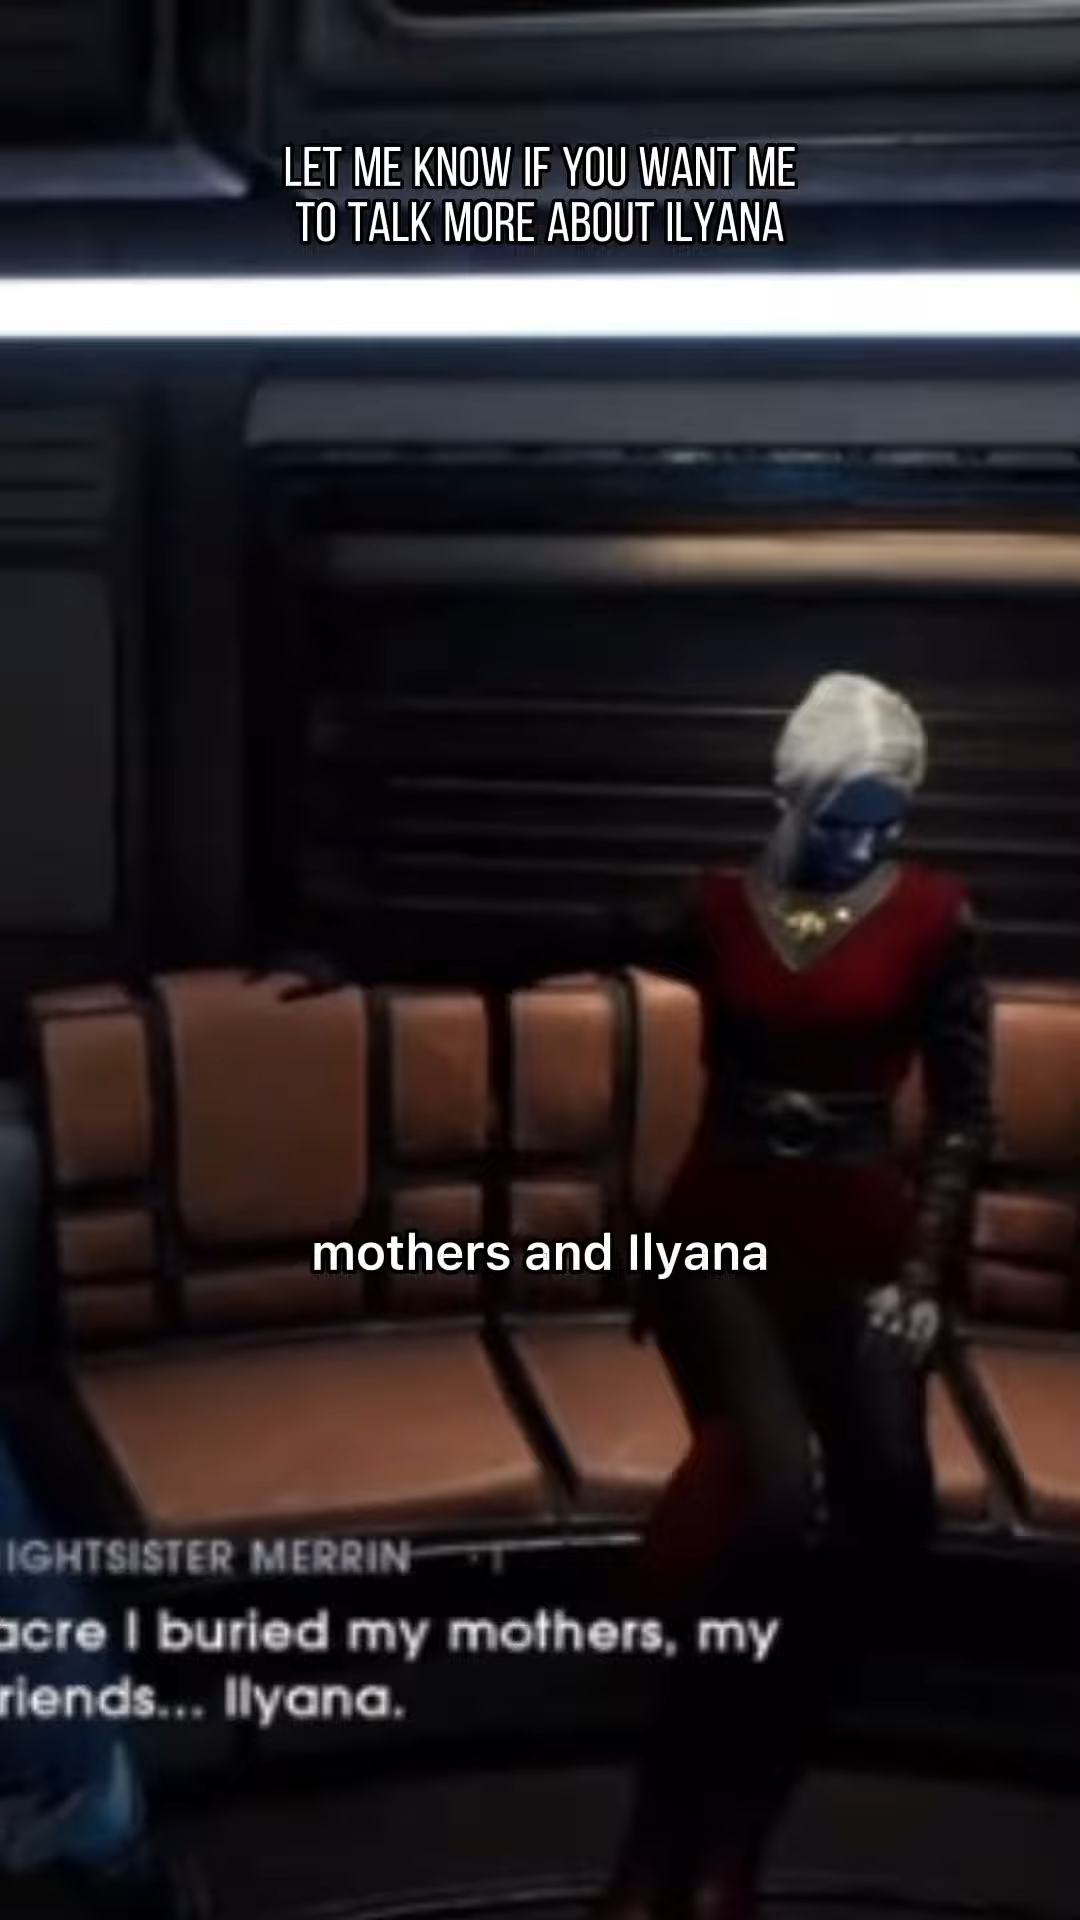 LET ME KNOW IF YOU WANT ME
TO TALK MORE ABOUT ILYANA
mothers and Ilyana
IGHTSISTER MERRIN
acre I buried my mothers, my
riends... Ilyana.